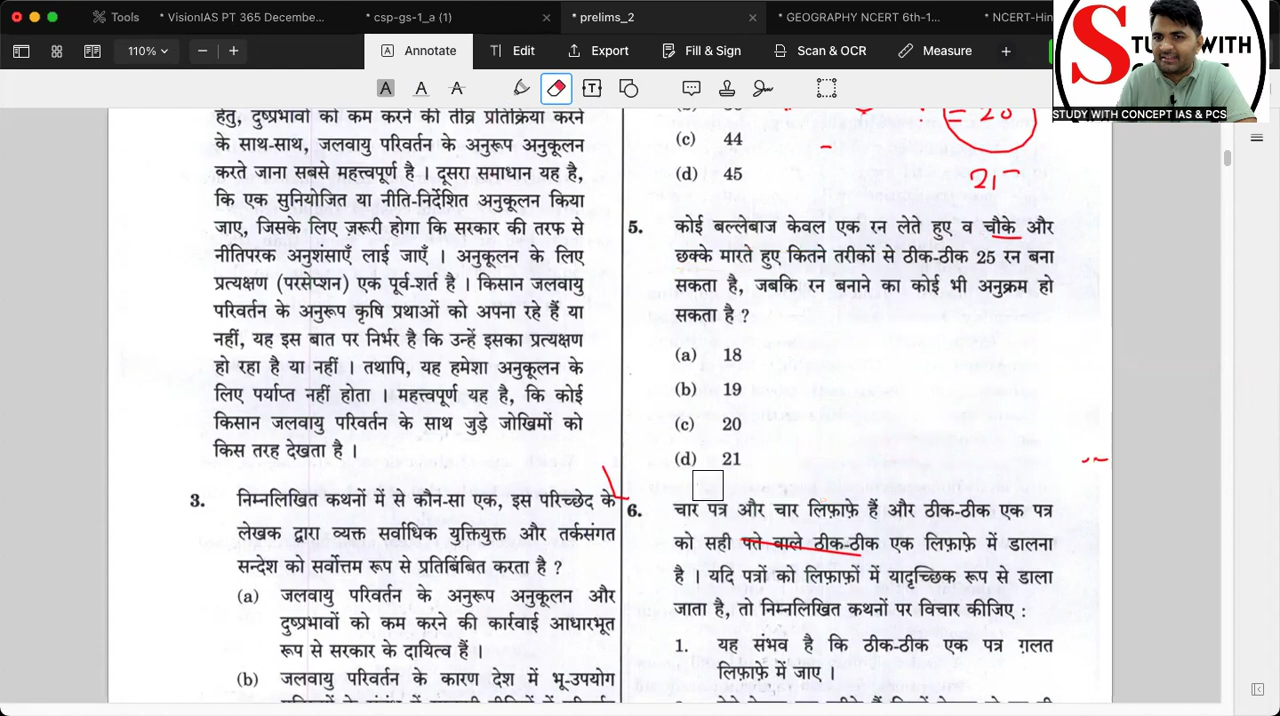 Tools
* VisionIAS PT 365 Decembe...
* csp-gs-1_a (1)
* prelims_2
* GEOGRAPHY NCERT 6th-1...
* NCERT-Hin
110%
Annotate
Edit
Export
Fill & Sign
Scan & OCR
Measure
STUDY WITH
STUDY WITH CONCEPT IAS & PCS
हेतु, दुष्प्रभावों को कम करने की तीव्र प्रतिक्रिया करने
के साथ-साथ, जलवायु परिवर्तन के अनुरूप अनुकूलन
करते जाना सबसे महत्त्वपूर्ण है । दूसरा समाधान यह है,
कि एक सुनियोजित या नीति-निर्देशित अनुकूलन किया
जाए, जिसके लिए ज़रूरी होगा कि सरकार की तरफ से
नीतिपरक अनुशंसाएँ लाई जाएँ । अनुकूलन के लिए
प्रत्यक्षण (परसेप्शन) एक पूर्व-शर्त है । किसान जलवायु
परिवर्तन के अनुरूप कृषि प्रथाओं को अपना रहे हैं या
नहीं, यह इस बात पर निर्भर है कि उन्हें इसका प्रत्यक्षण
हो रहा है या नहीं । तथापि, यह हमेशा अनुकूलन के
लिए पर्याप्त नहीं होता । महत्त्वपूर्ण यह है, कि कोई
किसान जलवायु परिवर्तन के साथ जुड़े जोखिमों को
किस तरह देखता है ।
3. निम्नलिखित कथनों में से कौन-सा एक, इस परिच्छेद के
लेखक द्वारा व्यक्त सर्वाधिक युक्तियुक्त और तर्कसंगत
सन्देश को सर्वोत्तम रूप से प्रतिबिंबित करता है ?
(a) जलवायु परिवर्तन के अनुरूप अनुकूलन और
दुष्प्रभावों को कम करने की कार्रवाई आधारभूत
रूप से सरकार के दायित्व हैं ।
(b) जलवायु परिवर्तन के कारण देश में भू-उपयोग
= 20
(c) 44
(d) 45
21
5. कोई बल्लेबाज केवल एक रन लेते हुए व चौके और
छक्के मारते हुए कितने तरीकों से ठीक-ठीक 25 रन बना
सकता है, जबकि रन बनाने का कोई भी अनुक्रम हो
सकता है ?
(a) 18
(b) 19
(c) 20
(d) 21
6. चार पत्र और चार लिफ़ाफ़े हैं और ठीक-ठीक एक पत्र
को सही पते वाले ठीक-ठीक एक लिफ़ाफ़े में डालना
है । यदि पत्रों को लिफ़ाफ़ों में यादृच्छिक रूप से डाला
जाता है, तो निम्नलिखित कथनों पर विचार कीजिए :
1. यह संभव है कि ठीक-ठीक एक पत्र ग़लत
लिफ़ाफ़े में जाए ।